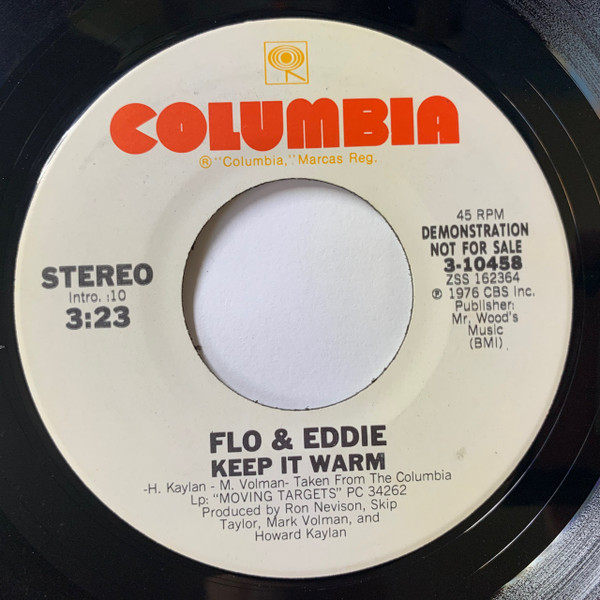 COLUMBIA
® "Columbia," Marcas Reg.
STEREO
Intro. :10
3:23
45 RPM
DEMONSTRATION
NOT FOR SALE
3-10458
ZSS 162364
℗ 1976 CBS Inc.
Publisher:
Mr. Wood's
Music
(BMI)
FLO & EDDIE
KEEP IT WARM
-H. Kaylan - M. Volman- Taken From The Columbia
Lp: "MOVING TARGETS" PC 34262
Produced by Ron Nevison, Skip
Taylor, Mark Volman, and
Howard Kaylan